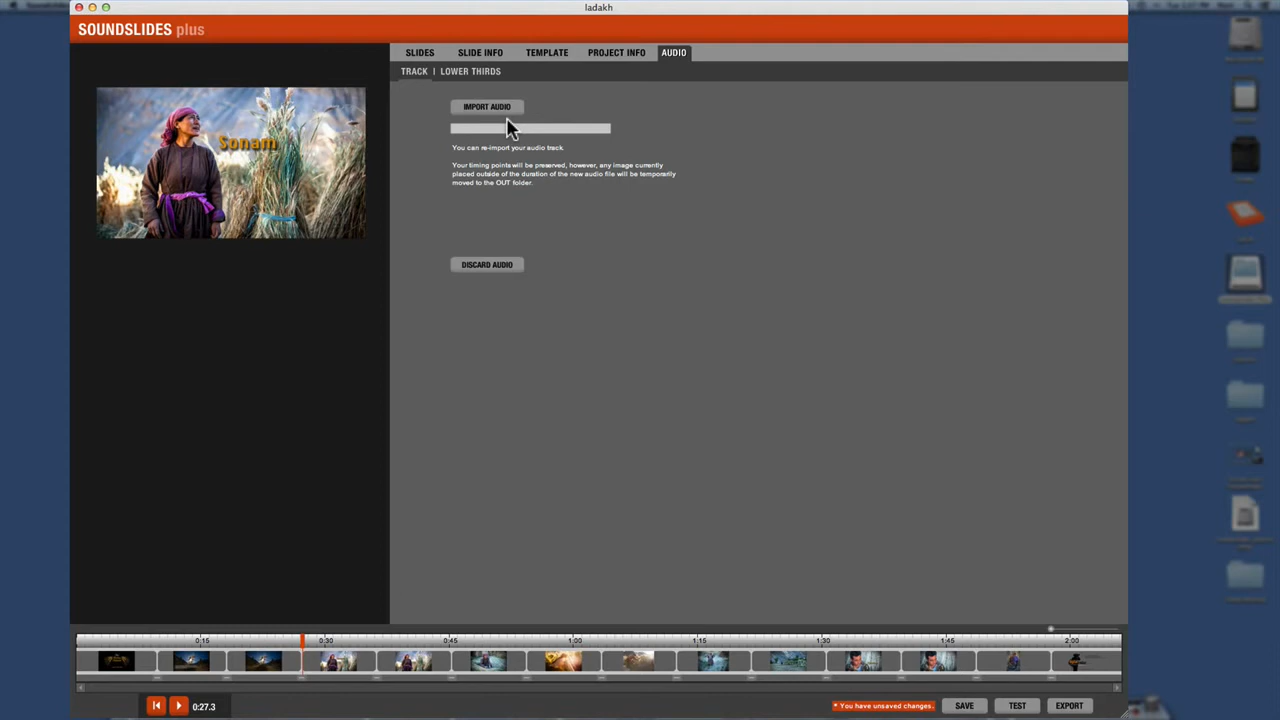 ladakh
SOUNDSLIDES plus
SLIDES SLIDE INFO TEMPLATE PROJECT INFO AUDIO
TRACK | LOWER THIRDS
IMPORT AUDIO
You can re-import your audio track.
Your timing points will be preserved, however, any image currently
placed outside of the duration of the new audio file will be temporarily
moved to the OUT folder.
Sonam
DISCARD AUDIO
0:15 0:30 0:45 1:00 1:15 1:30 1:45 2:00
0:27.3
* You have unsaved changes.
SAVE TEST EXPORT